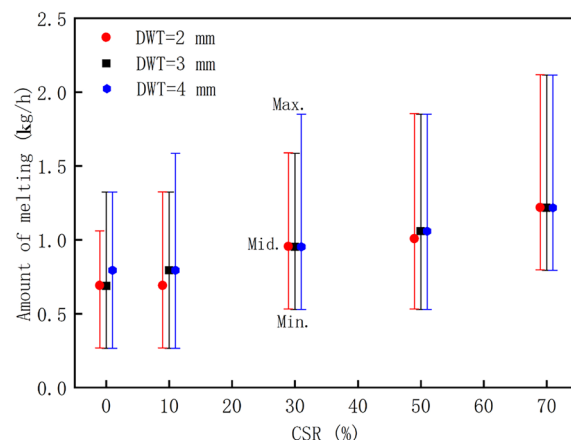 2.5
DWT=2 mm
DWT=3 mm
DWT=4 mm
Max.
2.0
1.5
Mid.
1.0
Min.
0.5
0.0
Amount of melting (kg/h)
0 10 20 30 40 50 60 70
CSR (%)